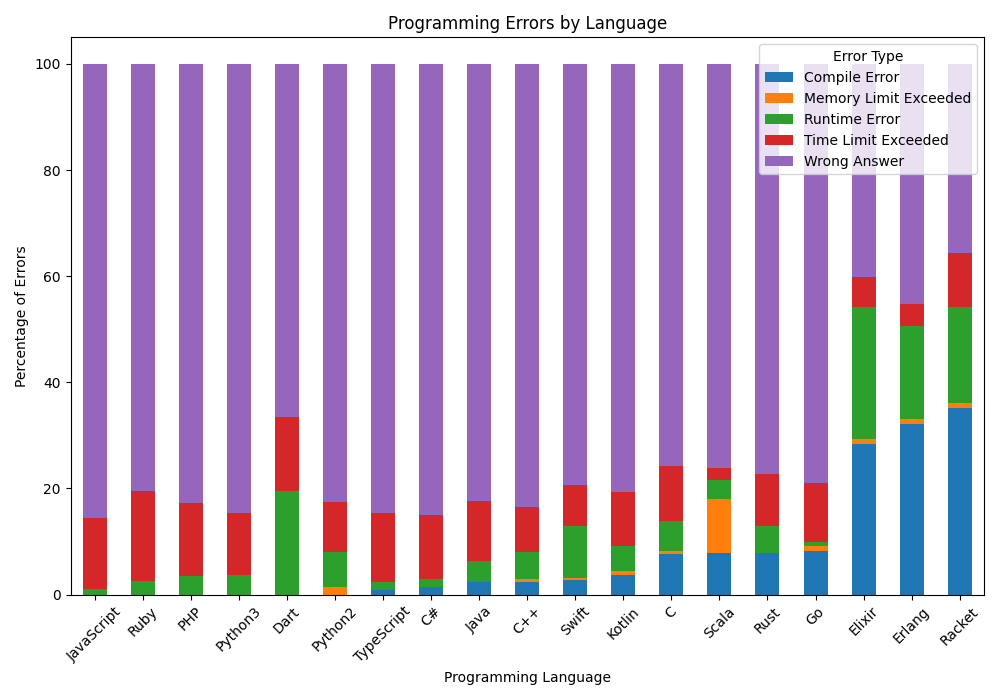 Programming Errors by Language
Error Type
Compile Error
Memory Limit Exceeded
Runtime Error
Time Limit Exceeded
Wrong Answer
Percentage of Errors
100
80
60
40
20
0
JavaScript
Ruby
PHP
Python3
Dart
Python2
TypeScript
C#
Java
C++
Swift
Kotlin
C
Scala
Rust
Go
Elixir
Erlang
Racket
Programming Language